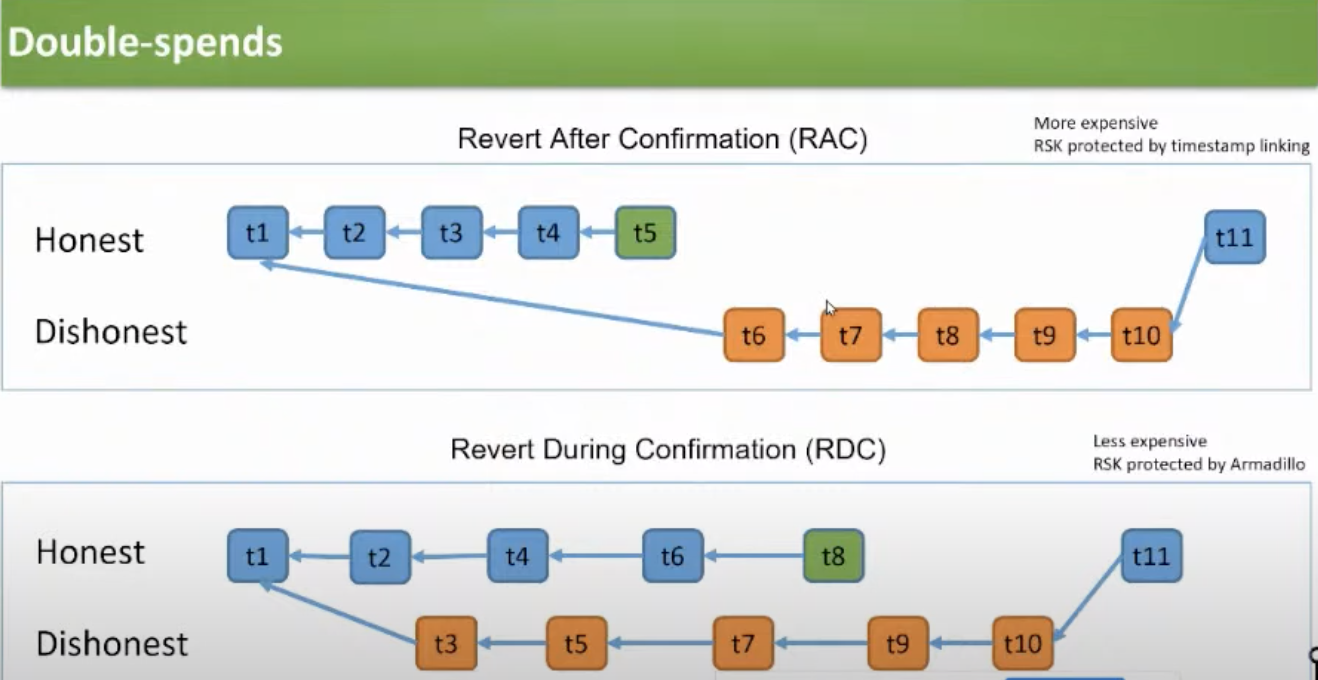 Double-spends
Revert After Confirmation (RAC)
More expensive
RSK protected by timestamp linking
Honest
t1
t2
t3
t4
t5
t11
Dishonest
t6
t7
t8
t9
t10
Revert During Confirmation (RDC)
Less expensive
RSK protected by Armadillo
Honest
t1
t2
t4
t6
t8
t11
Dishonest
t3
t5
t7
t9
t10